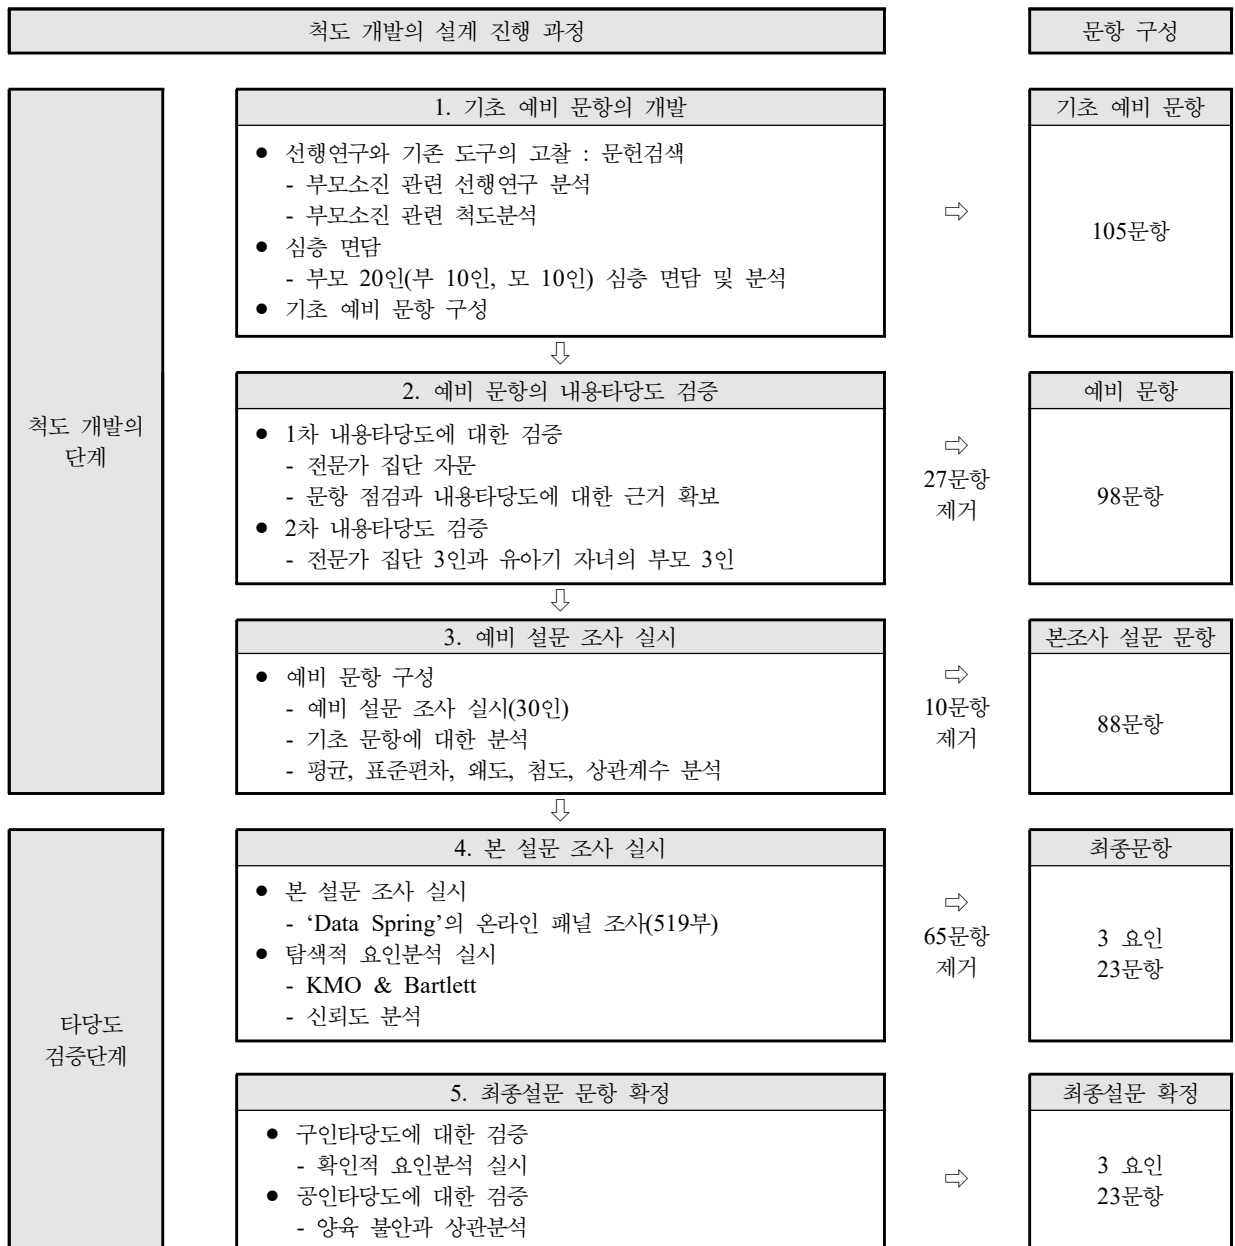 척도 개발의 설계 진행 과정
문항 구성
척도 개발의
단계
1. 기초 예비 문항의 개발
● 선행연구와 기존 도구의 고찰 : 문헌검색
- 부모소진 관련 선행연구 분석
- 부모소진 관련 척도분석
● 심층 면담
- 부모 20인(부 10인, 모 10인) 심층 면담 및 분석
● 기초 예비 문항 구성
⇨
기초 예비 문항
105문항
⇩
2. 예비 문항의 내용타당도 검증
● 1차 내용타당도에 대한 검증
- 전문가 집단 자문
- 문항 점검과 내용타당도에 대한 근거 확보
● 2차 내용타당도 검증
- 전문가 집단 3인과 유아기 자녀의 부모 3인
⇨
27문항
제거
예비 문항
98문항
⇩
3. 예비 설문 조사 실시
● 예비 문항 구성
- 예비 설문 조사 실시(30인)
- 기초 문항에 대한 분석
- 평균, 표준편차, 왜도, 첨도, 상관계수 분석
⇨
10문항
제거
본조사 설문 문항
88문항
⇩
타당도
검증단계
4. 본 설문 조사 실시
● 본 설문 조사 실시
- ‘Data Spring’의 온라인 패널 조사(519부)
● 탐색적 요인분석 실시
- KMO & Bartlett
- 신뢰도 분석
⇨
65문항
제거
최종문항
3 요인
23문항
5. 최종설문 문항 확정
● 구인타당도에 대한 검증
- 확인적 요인분석 실시
● 공인타당도에 대한 검증
- 양육 불안과 상관분석
⇨
최종설문 확정
3 요인
23문항